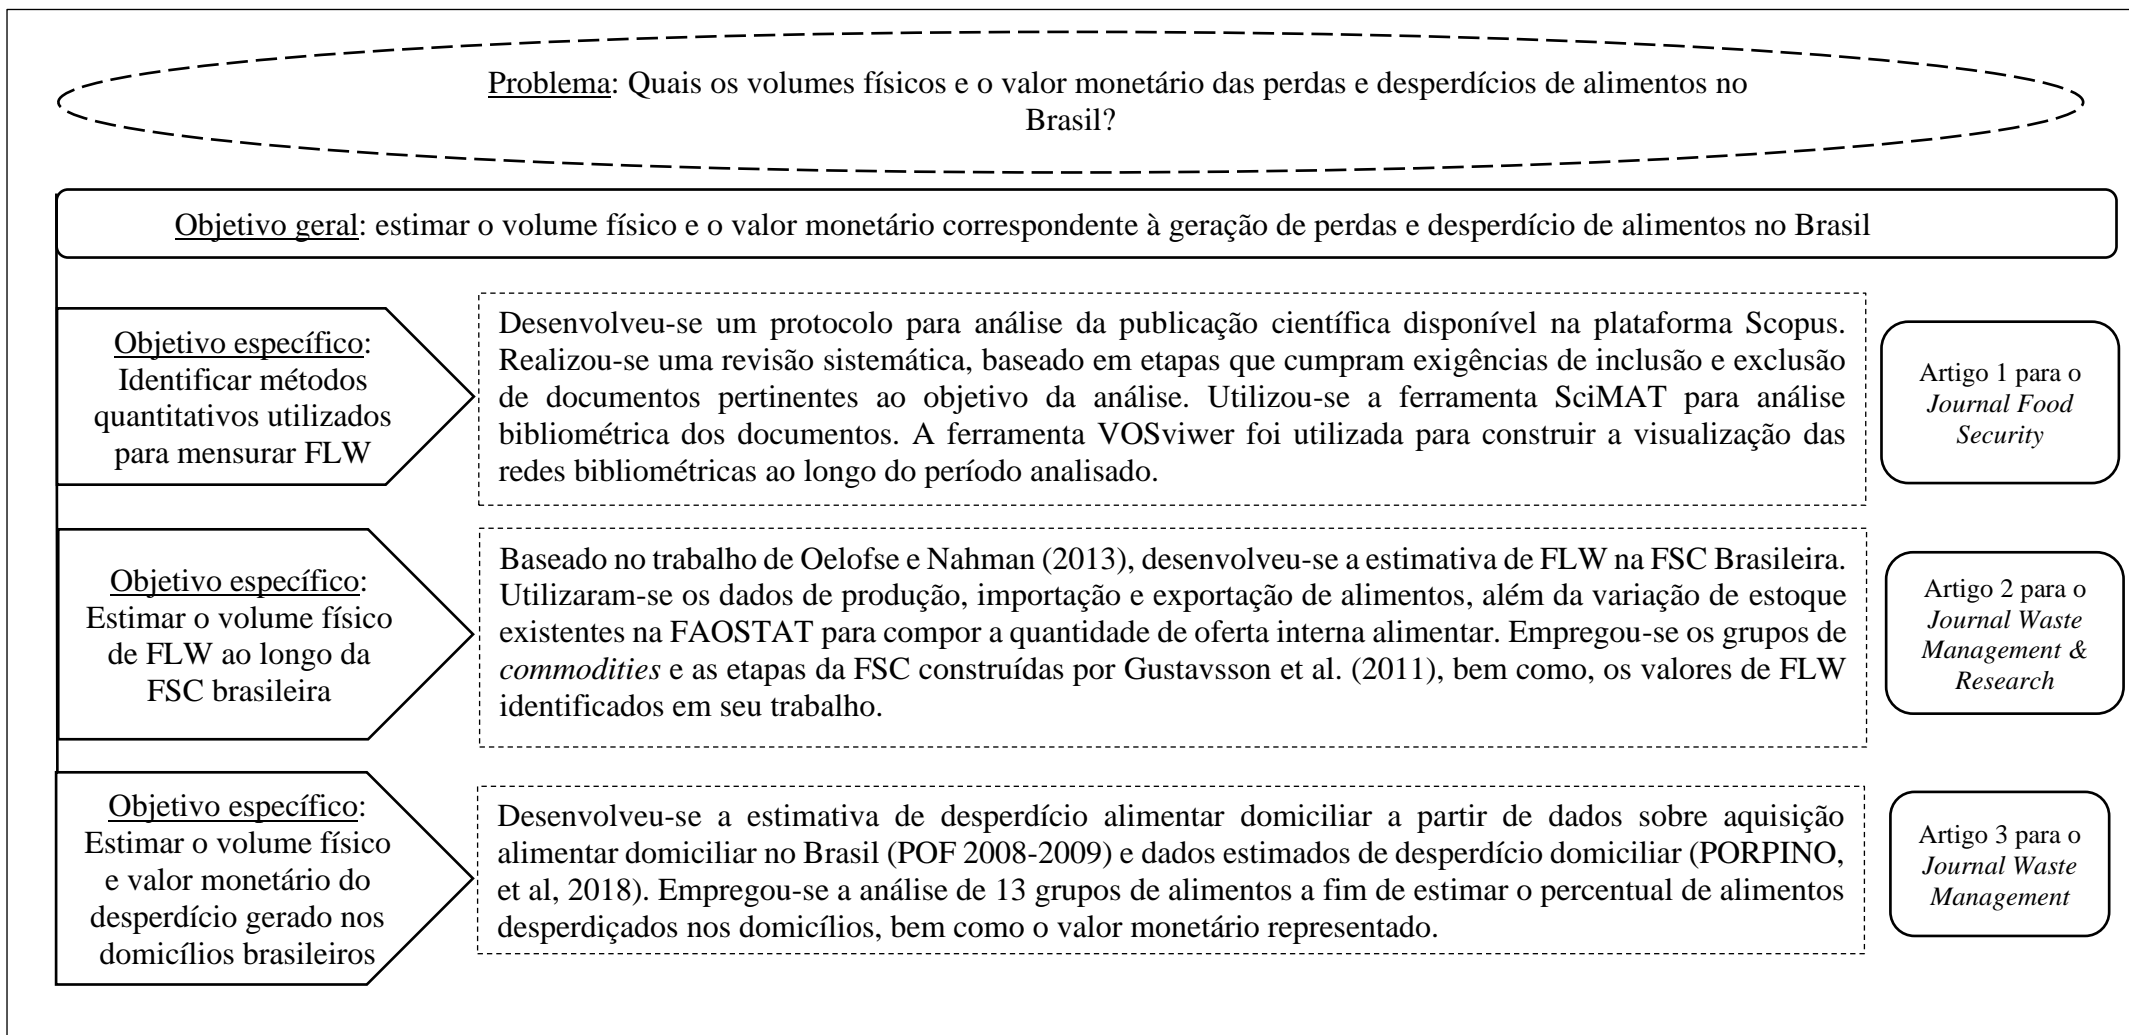 Problema: Quais os volumes físicos e o valor monetário das perdas e desperdícios de alimentos no
Brasil?
Objetivo geral: estimar o volume físico e o valor monetário correspondente à geração de perdas e desperdício de alimentos no Brasil
Objetivo específico:
Identificar métodos
quantitativos utilizados
para mensurar FLW
Desenvolveu-se um protocolo para análise da publicação científica disponível na plataforma Scopus.
Realizou-se uma revisão sistemática, baseado em etapas que cumpram exigências de inclusão e exclusão
de documentos pertinentes ao objetivo da análise. Utilizou-se a ferramenta SciMAT para análise
bibliométrica dos documentos. A ferramenta VOSviwer foi utilizada para construir a visualização das
redes bibliométricas ao longo do período analisado.
Artigo 1 para o
Journal Food
Security
Objetivo específico:
Estimar o volume físico
de FLW ao longo da
FSC brasileira
Baseado no trabalho de Oelofse e Nahman (2013), desenvolveu-se a estimativa de FLW na FSC Brasileira.
Utilizaram-se os dados de produção, importação e exportação de alimentos, além da variação de estoque
existentes na FAOSTAT para compor a quantidade de oferta interna alimentar. Empregou-se os grupos de
commodities e as etapas da FSC construídas por Gustavsson et al. (2011), bem como, os valores de FLW
identificados em seu trabalho.
Artigo 2 para o
Journal Waste
Management &
Research
Objetivo específico:
Estimar o volume físico
e valor monetário do
desperdício gerado nos
domicílios brasileiros
Desenvolveu-se a estimativa de desperdício alimentar domiciliar a partir de dados sobre aquisição
alimentar domiciliar no Brasil (POF 2008-2009) e dados estimados de desperdício domiciliar (PORPINO,
et al, 2018). Empregou-se a análise de 13 grupos de alimentos a fim de estimar o percentual de alimentos
desperdiçados nos domicílios, bem como o valor monetário representado.
Artigo 3 para o
Journal Waste
Management